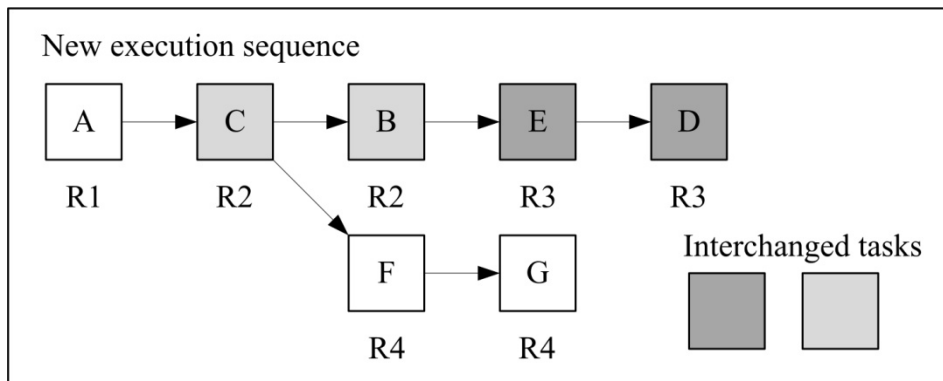 New execution sequence
A C B E D
R1 R2 R2 R3 R3
F G
R4 R4
Interchanged tasks